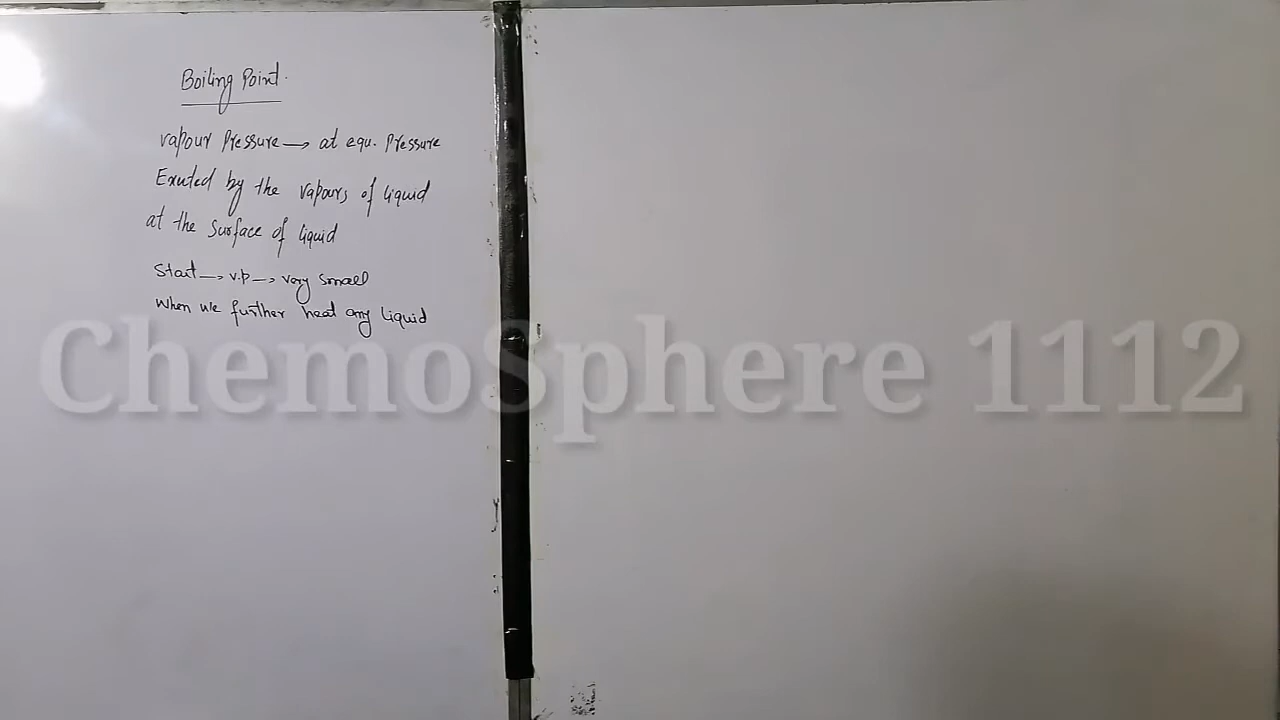 Boiling Point.
Vapour Pressure → at equ. Pressure
Exerted by the vapours of liquid
at the surface of liquid
Start → v.p → very small
When we further heat any liquid
ChemoSphere 1112